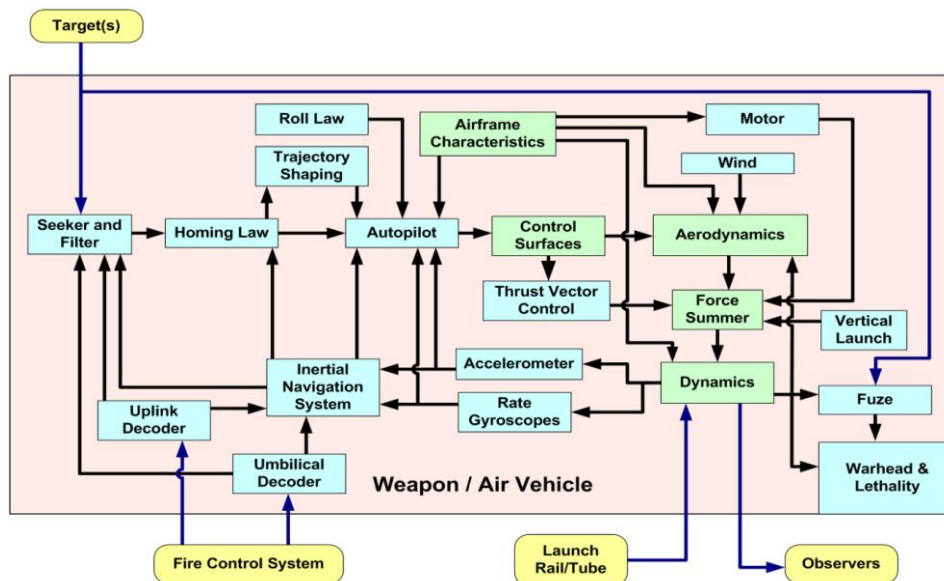 Target(s)
Roll Law
Airframe
Characteristics
Motor
Trajectory
Shaping
Wind
Seeker and
Filter
Homing Law
Autopilot
Control
Surfaces
Aerodynamics
Thrust Vector
Control
Force
Summer
Vertical
Launch
Inertial
Navigation
System
Accelerometer
Dynamics
Uplink
Decoder
Rate
Gyroscopes
Fuze
Umbilical
Decoder
Weapon / Air Vehicle
Warhead &
Lethality
Fire Control System
Launch
Rail/Tube
Observers